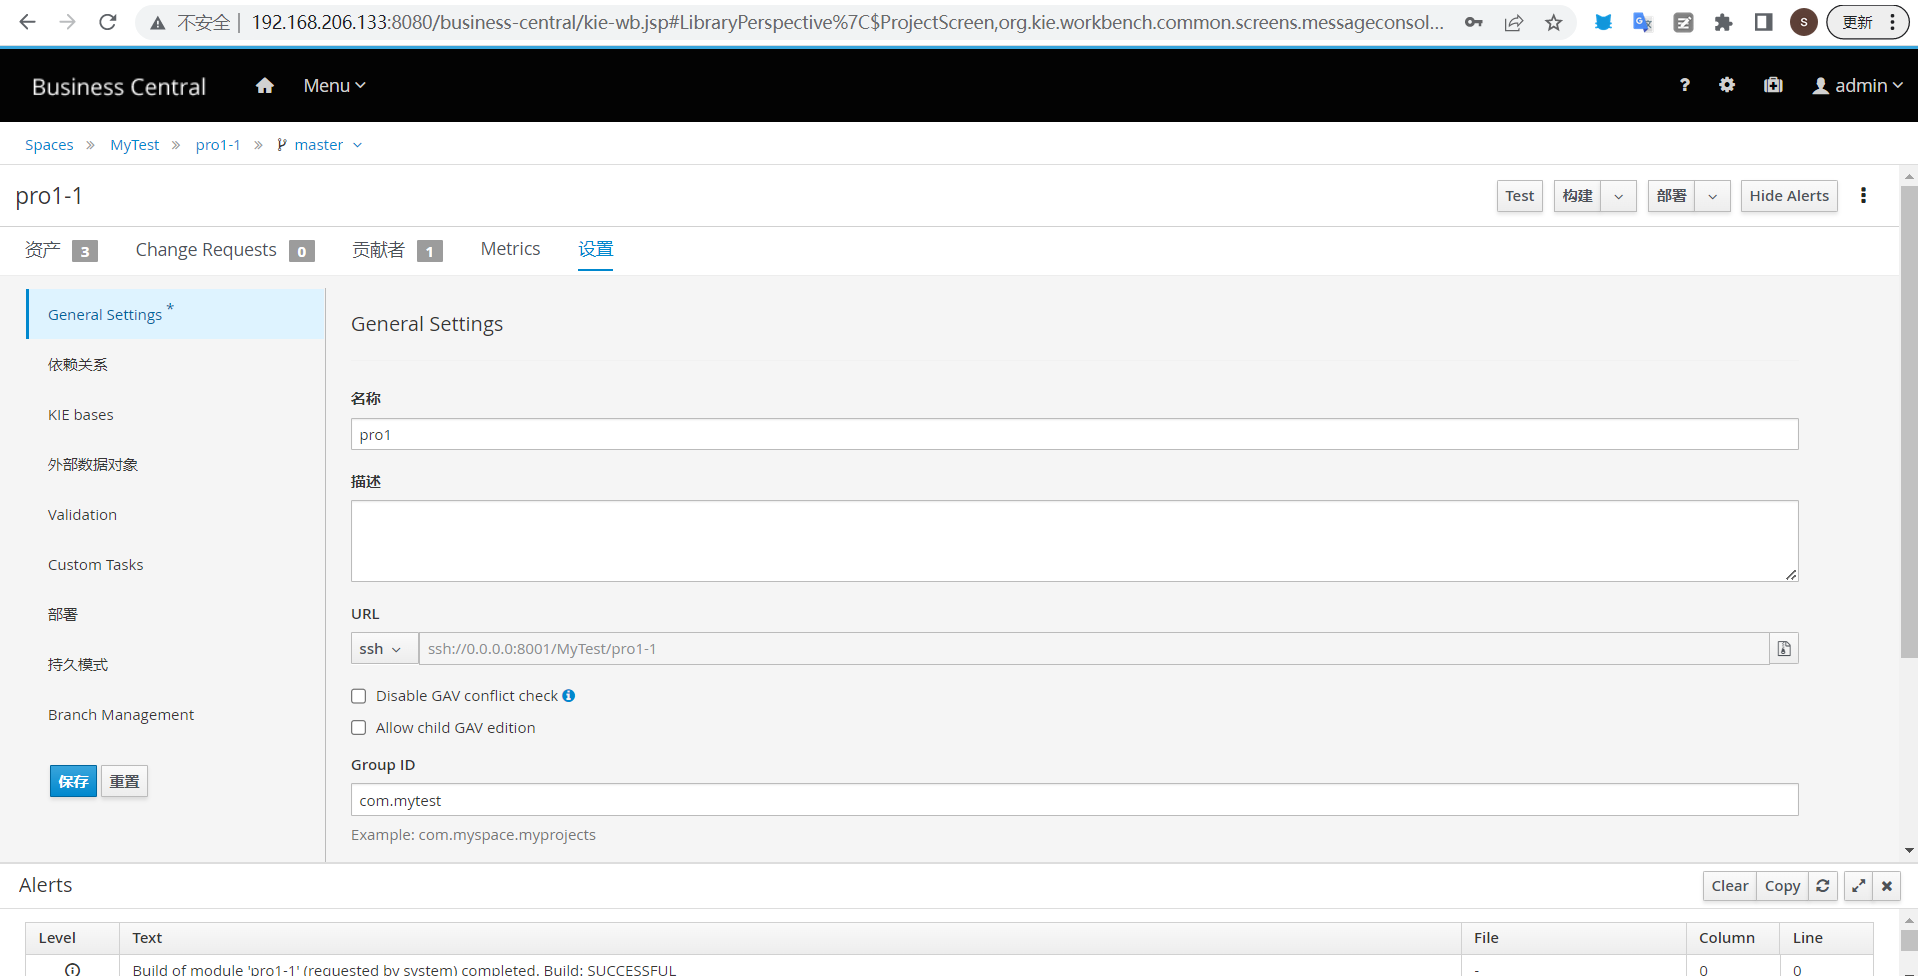 不安全 192.168.206.133:8080/business-central/kie-wb.jsp#LibraryPerspective%7C$ProjectScreen,org.kie.workbench.common.screens.messageconsol... S 更新
Business Central Menu ? admin
Spaces » MyTest » pro1-1 » master
pro1-1 Test 构建 部署 Hide Alerts
资产 3 Change Requests 0 贡献者 1 Metrics 设置
General Settings *
依赖关系
KIE bases
外部数据对象
Validation
Custom Tasks
部署
持久模式
Branch Management
保存 重置
General Settings
名称
pro1
描述
URL
ssh ssh://0.0.0.0:8001/MyTest/pro1-1
Disable GAV conflict check
Allow child GAV edition
Group ID
com.mytest
Example: com.myspace.myprojects
Alerts Clear Copy
Level Text File Column Line
Build of module 'pro1-1' (requested by system) completed. Build: SUCCESSFUL - 0 0